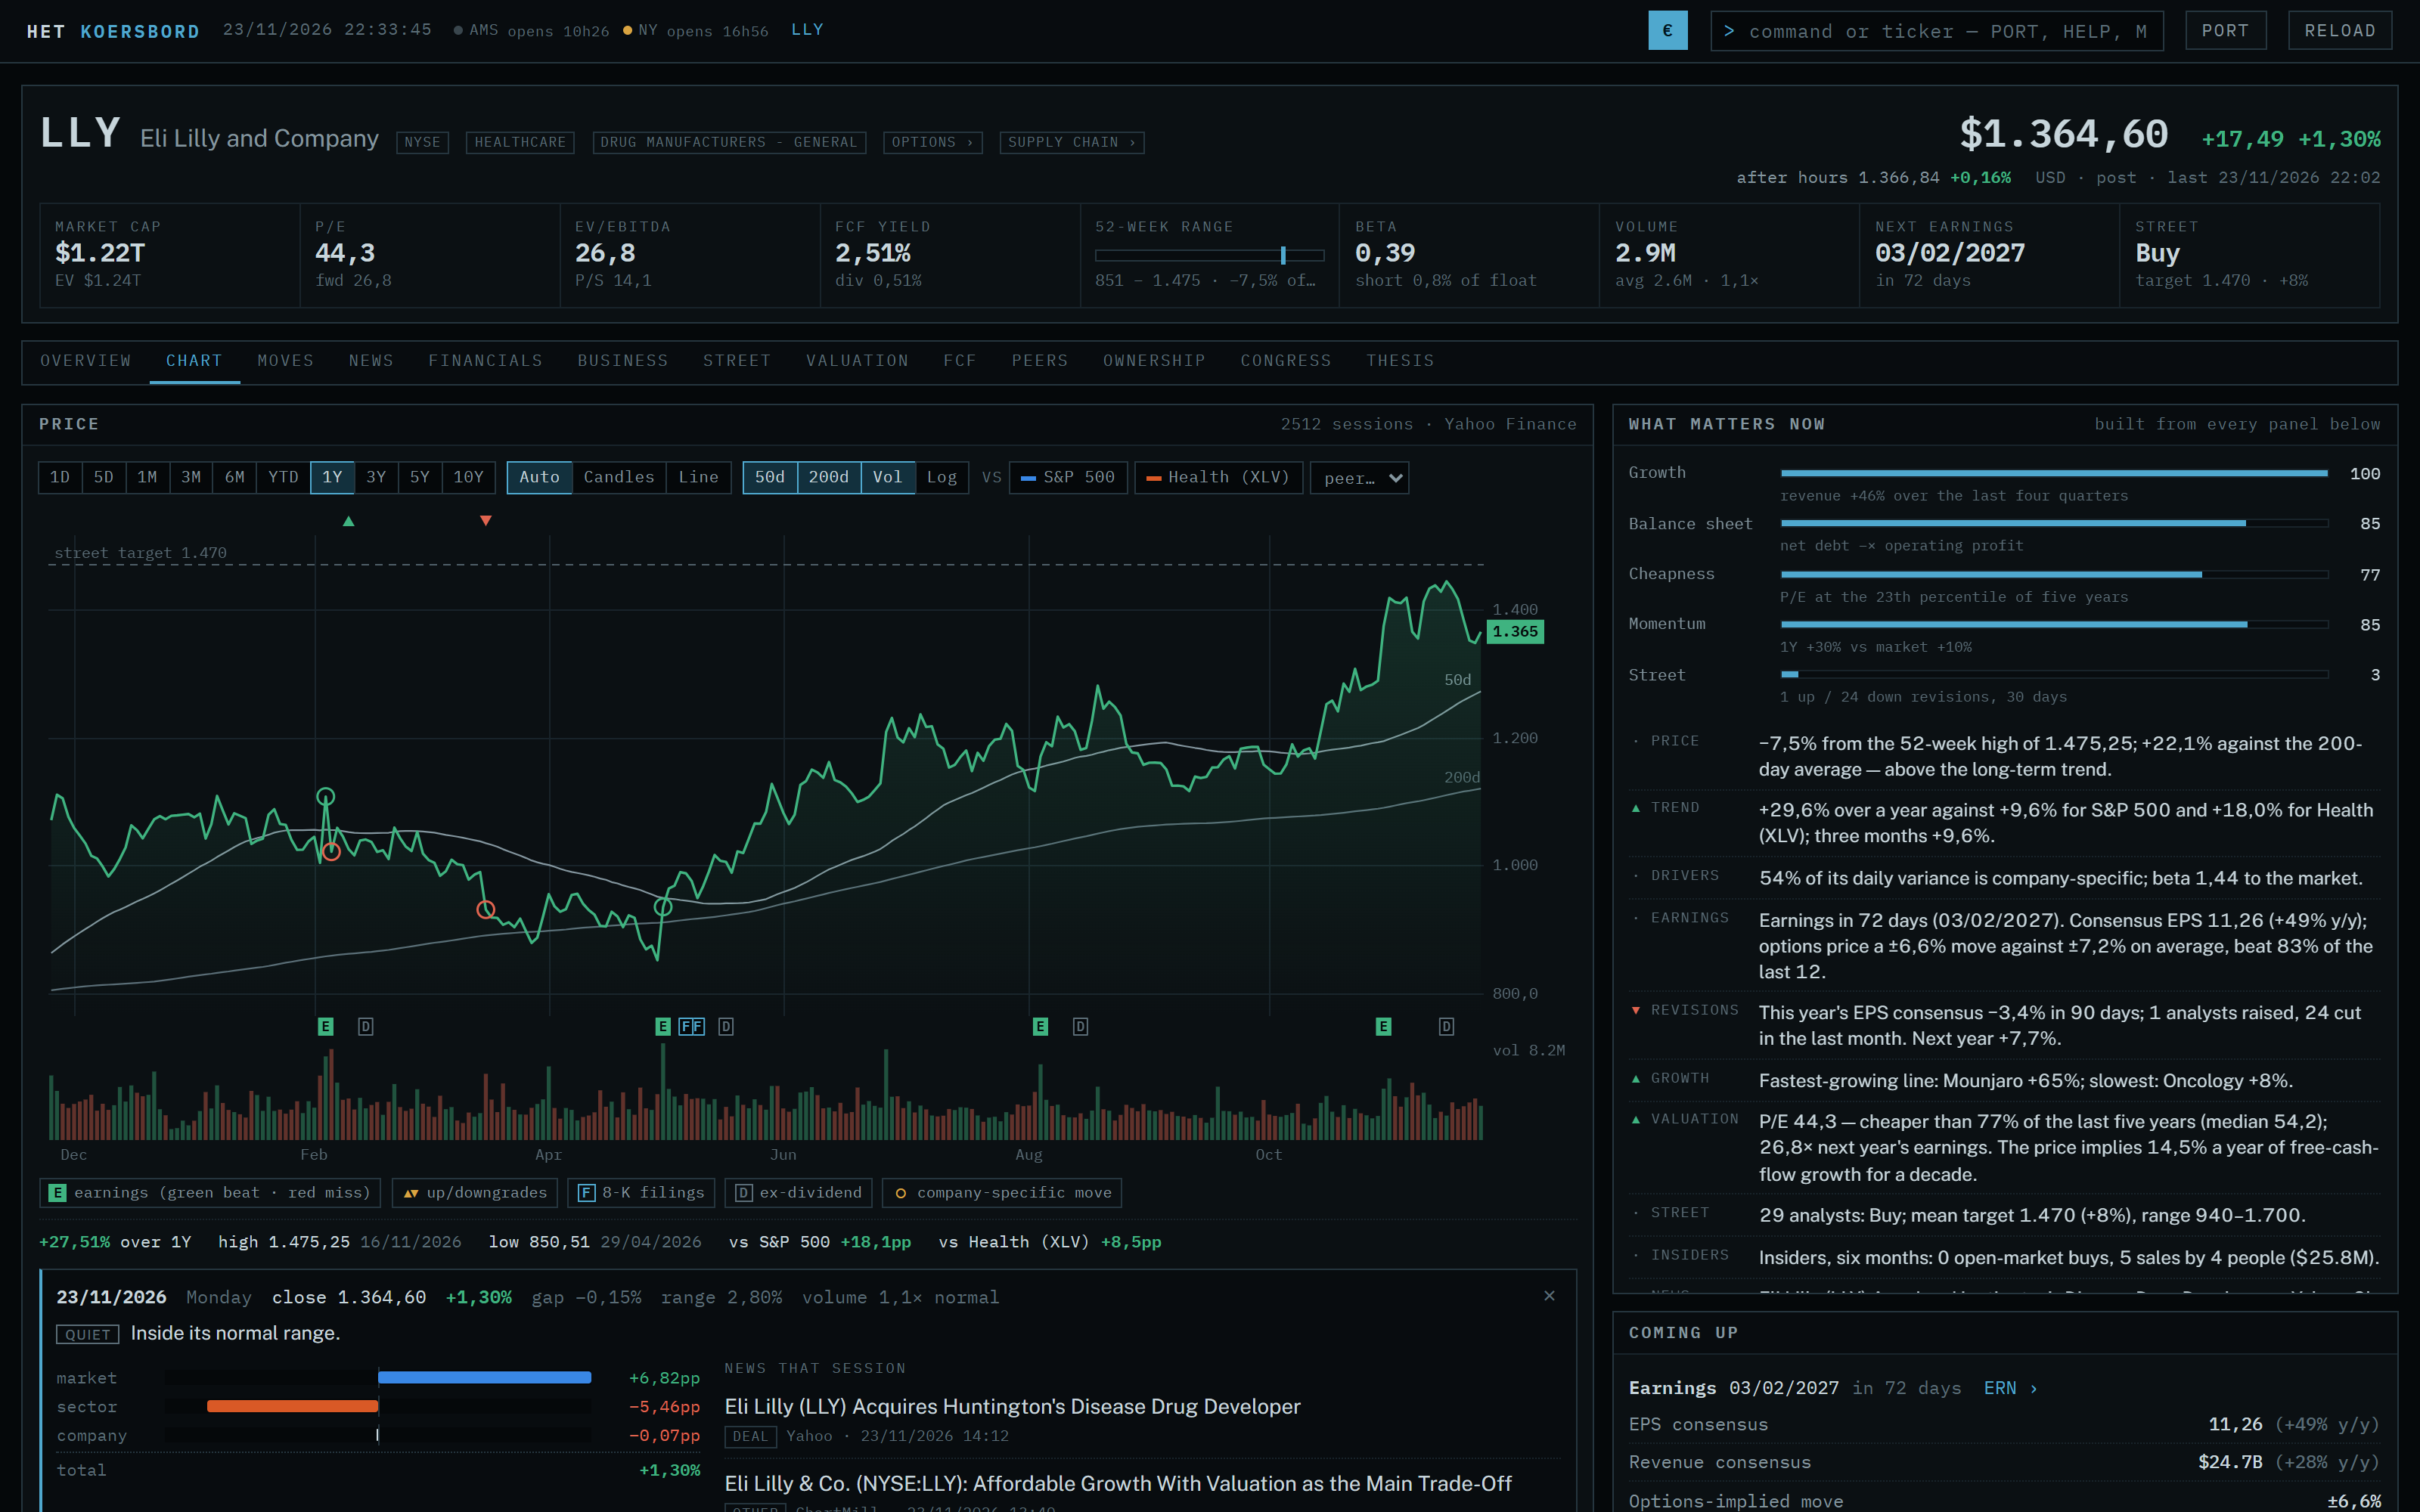 HET KOERSBORD 23/11/2026 22:33:45 AMS opens 10h26 NY opens 16h56 LLY € > command or ticker — PORT, HELP, M PORT RELOAD
LLY Eli Lilly and Company NYSE HEALTHCARE DRUG MANUFACTURERS - GENERAL OPTIONS › SUPPLY CHAIN › $1.364,60 +17,49 +1,30%
after hours 1.366,84 +0,16% USD · post · last 23/11/2026 22:02
MARKET CAP P/E EV/EBITDA FCF YIELD 52-WEEK RANGE BETA VOLUME NEXT EARNINGS STREET
$1.22T 44,3 26,8 2,51% 0,39 2.9M 03/02/2027 Buy
EV $1.24T fwd 26,8 P/S 14,1 div 0,51% 851 – 1.475 · −7,5% of… short 0,8% of float avg 2.6M · 1,1× in 72 days target 1.470 · +8%
OVERVIEW CHART MOVES NEWS FINANCIALS BUSINESS STREET VALUATION FCF PEERS OWNERSHIP CONGRESS THESIS
PRICE 2512 sessions · Yahoo Finance
1D 5D 1M 3M 6M YTD 1Y 3Y 5Y 10Y Auto Candles Line 50d 200d Vol Log VS S&P 500 Health (XLV) peer…
street target 1.470
1.400
1.365
50d
1.200
200d
1.000
800,0
E D E F F D E D E D
vol 8.2M
Dec Feb Apr Jun Aug Oct
E earnings (green beat · red miss) ▲▼ up/downgrades F 8-K filings D ex-dividend company-specific move
+27,51% over 1Y high 1.475,25 16/11/2026 low 850,51 29/04/2026 vs S&P 500 +18,1pp vs Health (XLV) +8,5pp
23/11/2026 Monday close 1.364,60 +1,30% gap −0,15% range 2,80% volume 1,1× normal ×
QUIET Inside its normal range.
market +6,82pp
sector −5,46pp
company −0,07pp
total +1,30%
NEWS THAT SESSION
Eli Lilly (LLY) Acquires Huntington's Disease Drug Developer
DEAL Yahoo · 23/11/2026 14:12
Eli Lilly & Co. (NYSE:LLY): Affordable Growth With Valuation as the Main Trade-Off
WHAT MATTERS NOW built from every panel below
Growth 100
revenue +46% over the last four quarters
Balance sheet 85
net debt −× operating profit
Cheapness 77
P/E at the 23th percentile of five years
Momentum 85
1Y +30% vs market +10%
Street 3
1 up / 24 down revisions, 30 days
· PRICE −7,5% from the 52-week high of 1.475,25; +22,1% against the 200-
day average — above the long-term trend.
▲ TREND +29,6% over a year against +9,6% for S&P 500 and +18,0% for Health
(XLV); three months +9,6%.
· DRIVERS 54% of its daily variance is company-specific; beta 1,44 to the market.
· EARNINGS Earnings in 72 days (03/02/2027). Consensus EPS 11,26 (+49% y/y);
options price a ±6,6% move against ±7,2% on average, beat 83% of the
last 12.
▼ REVISIONS This year's EPS consensus −3,4% in 90 days; 1 analysts raised, 24 cut
in the last month. Next year +7,7%.
▲ GROWTH Fastest-growing line: Mounjaro +65%; slowest: Oncology +8%.
▲ VALUATION P/E 44,3 — cheaper than 77% of the last five years (median 54,2);
26,8× next year's earnings. The price implies 14,5% a year of free-cash-
flow growth for a decade.
· STREET 29 analysts: Buy; mean target 1.470 (+8%), range 940–1.700.
· INSIDERS Insiders, six months: 0 open-market buys, 5 sales by 4 people ($25.8M).
COMING UP
Earnings 03/02/2027 in 72 days ERN ›
EPS consensus 11,26 (+49% y/y)
Revenue consensus $24.7B (+28% y/y)
Options-implied move ±6,6%